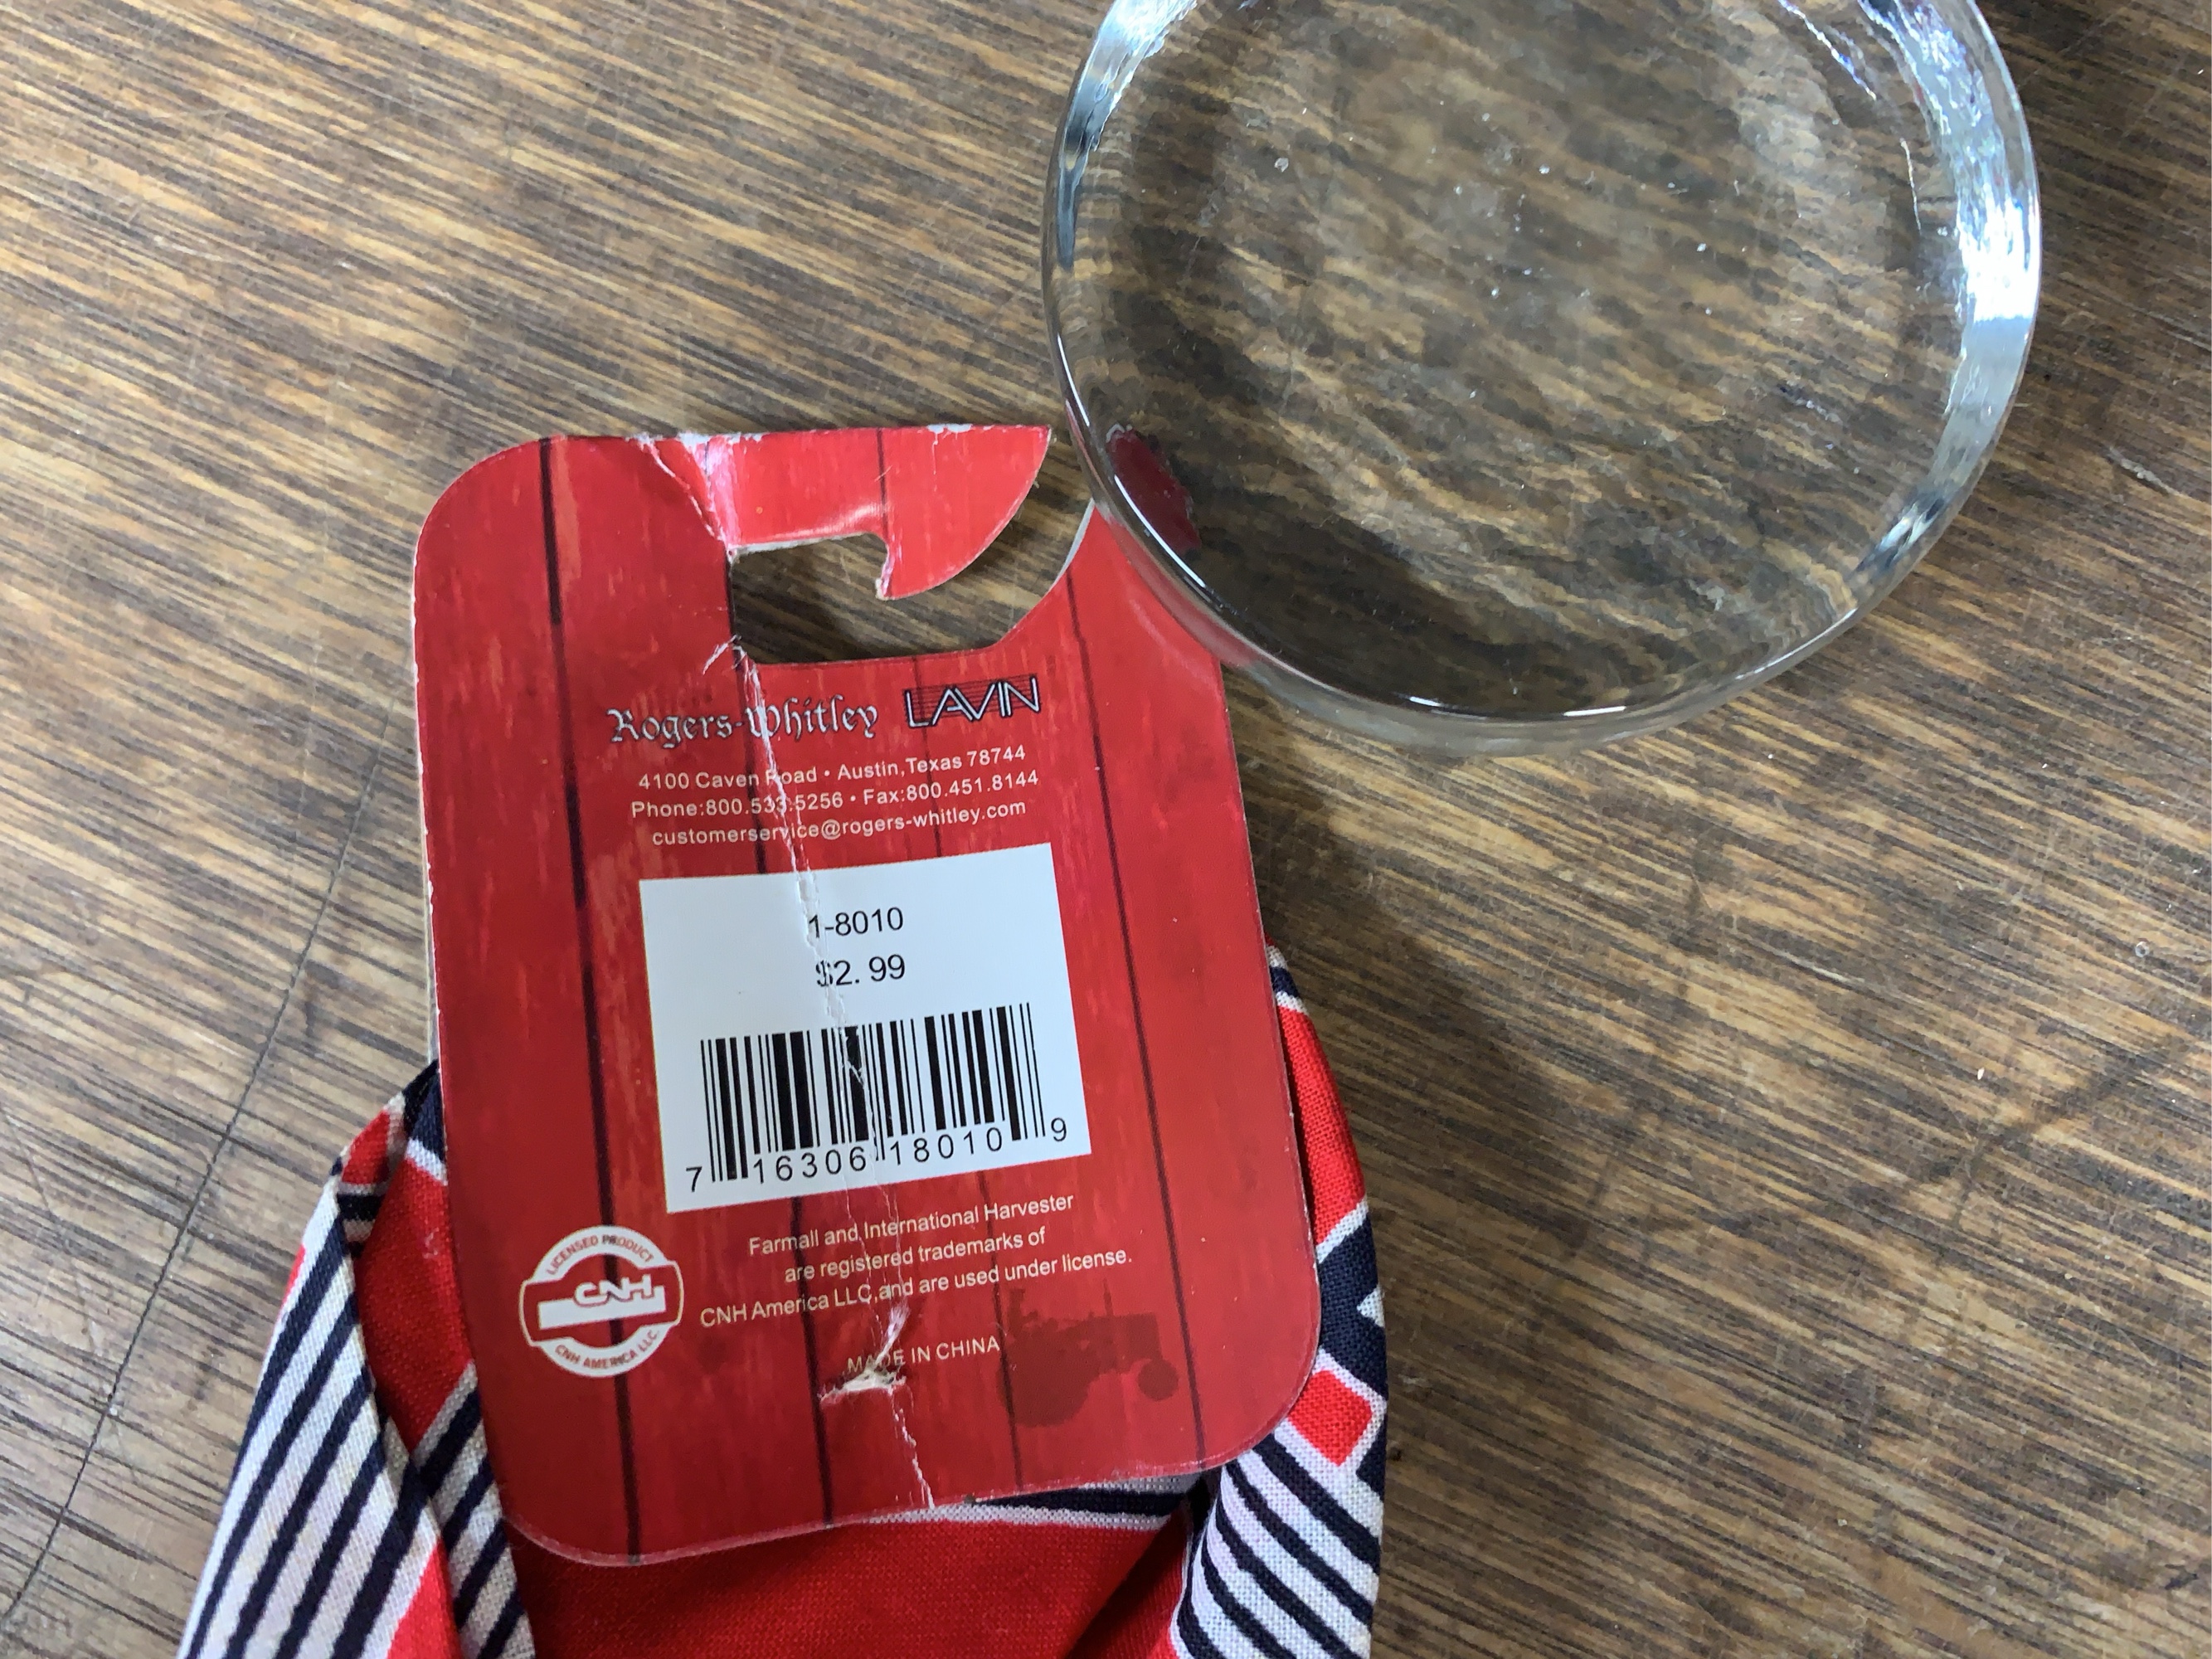 Rogers-Whitley LAVIN
4100 Caven Road • Austin,Texas 78744
Phone:800.533.5256 • Fax:800.451.8144
customerservice@rogers-whitley.com
1-8010
$2.99
7 16306 18010 9
Farmall and International Harvester
are registered trademarks of
CNH America LLC,and are used under license.
LICENSED PRODUCT
CNH
CNH AMERICA LLC
MADE IN CHINA